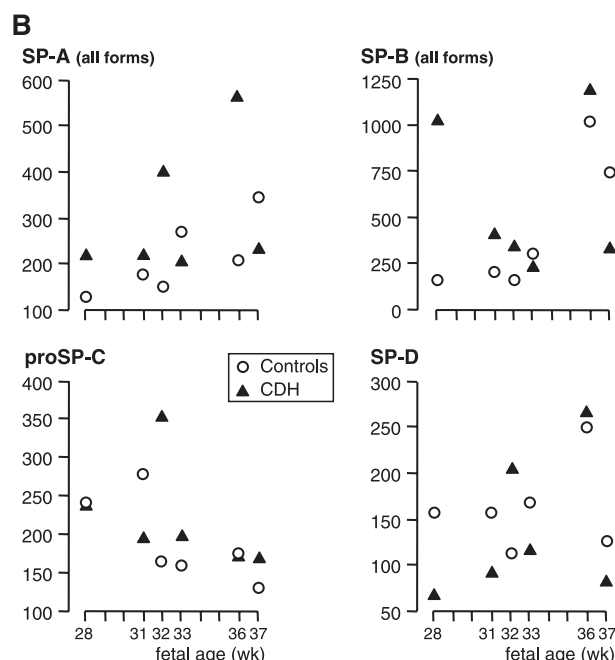 B
SP-A (all forms)
600
500
400
300
200
100
SP-B (all forms)
1250
1000
750
500
250
0
proSP-C
400
350
300
250
200
150
100
28 31 32 33 36 37
fetal age (wk)
Controls
CDH
SP-D
300
250
200
150
100
50
28 31 32 33 36 37
fetal age (wk)